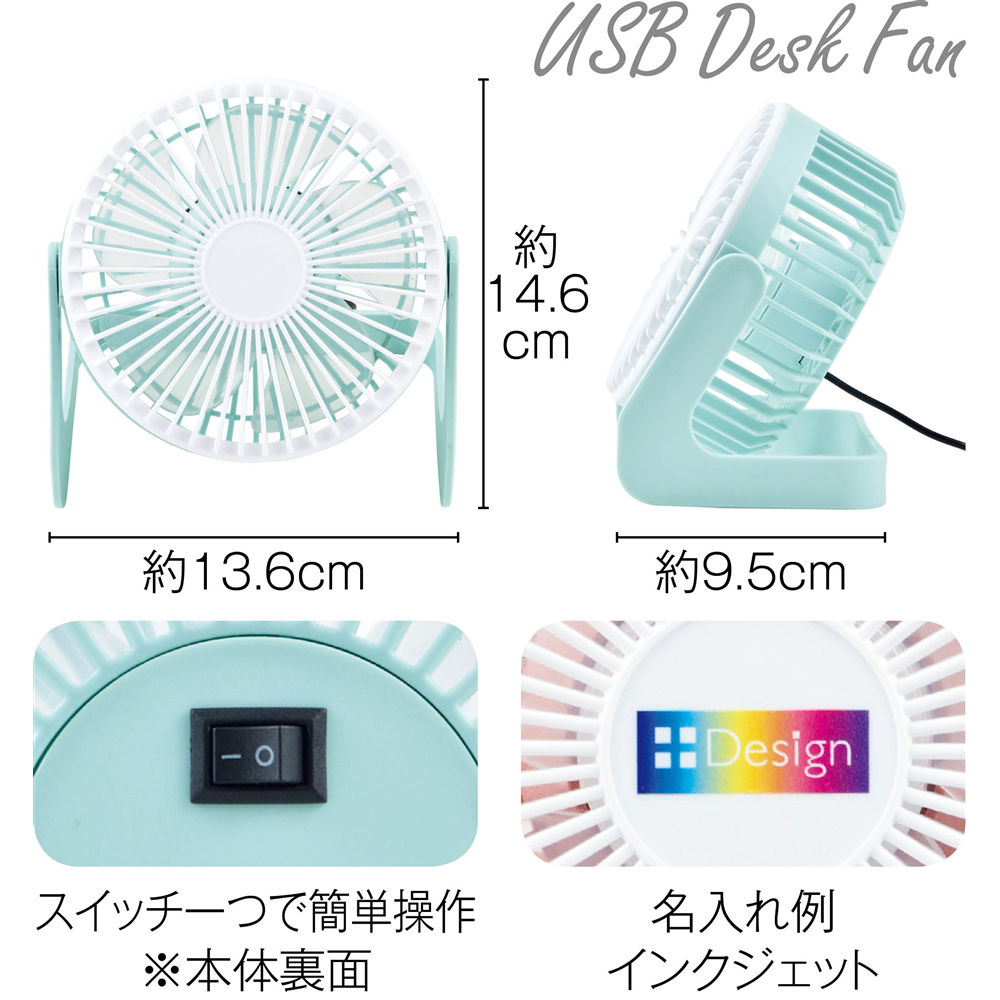 USB Desk Fan
約
14.6
cm
約13.6cm
約9.5cm
Design
スイッチ一つで簡単操作
※本体裏面
名入れ例
インクジェット